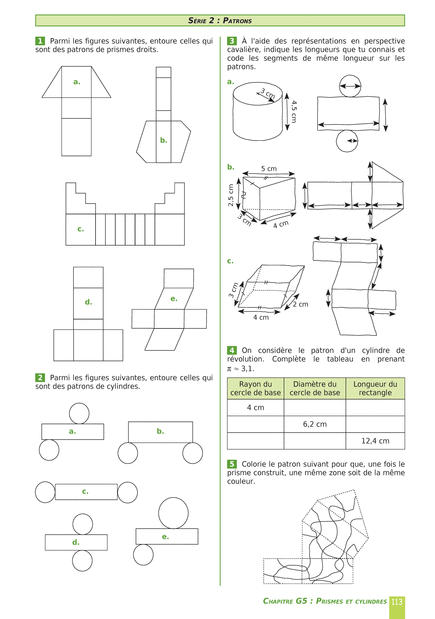 SÉRIE 2 : PATRONS
1 Parmi les figures suivantes, entoure celles qui
sont des patrons de prismes droits.
a.
b.
c.
d.
e.
2 Parmi les figures suivantes, entoure celles qui
sont des patrons de cylindres.
a.
b.
c.
d.
e.
3 À l'aide des représentations en perspective
cavalière, indique les longueurs que tu connais et
code les segments de même longueur sur les
patrons.
a.
3 cm
4,5 cm
b.
5 cm
2,5 cm
3 cm
4 cm
c.
3 cm
2 cm
4 cm
4 On considère le patron d'un cylindre de
révolution. Complète le tableau en prenant
π ≈ 3,1.
Rayon du cercle de base
Diamètre du cercle de base
Longueur du rectangle
4 cm
6,2 cm
12,4 cm
5 Colorie le patron suivant pour que, une fois le
prisme construit, une même zone soit de la même
couleur.
CHAPITRE G5 : PRISMES ET CYLINDRES 113